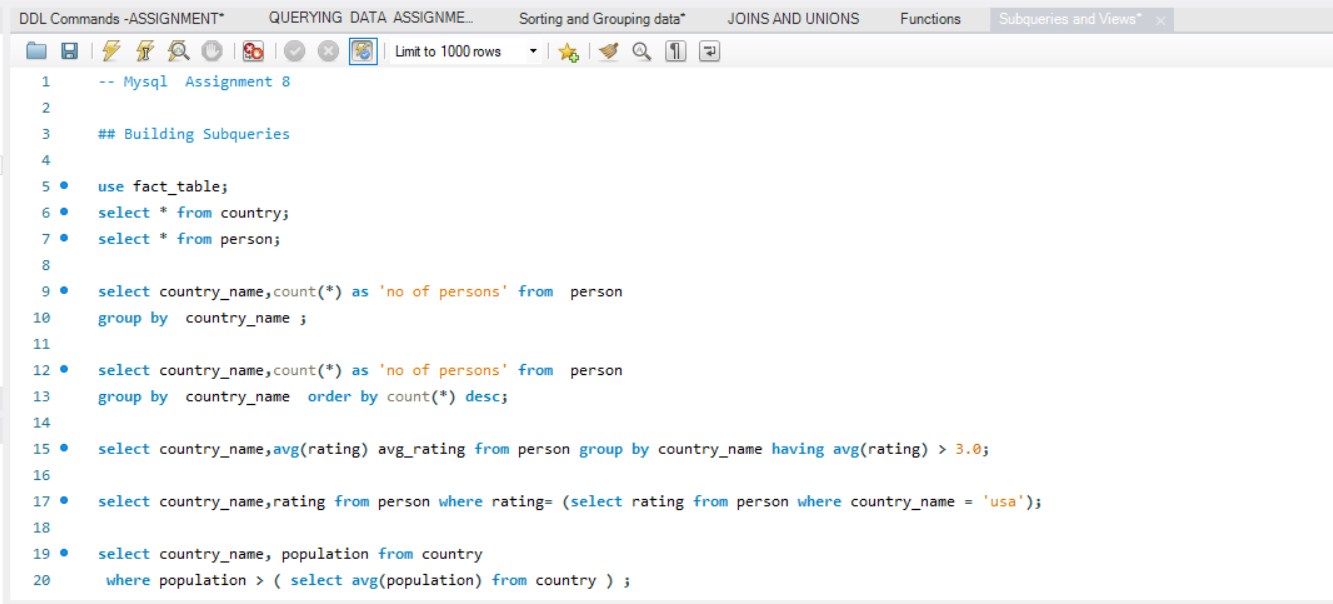 DDL Commands -ASSIGNMENT* QUERYING DATA ASSIGNME... Sorting and Grouping data* JOINS AND UNIONS Functions Subqueries and Views*
Limit to 1000 rows
1 -- Mysql  Assignment 8
2
3 ## Building Subqueries
4
5 use fact_table;
6 select * from country;
7 select * from person;
8
9 select country_name,count(*) as 'no of persons' from  person
10 group by  country_name ;
11
12 select country_name,count(*) as 'no of persons' from  person
13 group by  country_name  order by count(*) desc;
14
15 select country_name,avg(rating) avg_rating from person group by country_name having avg(rating) > 3.0;
16
17 select country_name,rating from person where rating= (select rating from person where country_name = 'usa');
18
19 select country_name, population from country
20 where population > ( select avg(population) from country ) ;